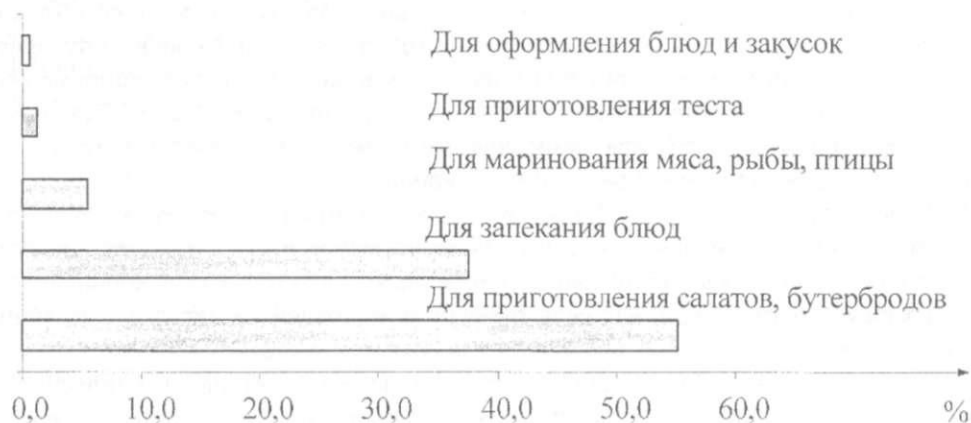 Для оформления блюд и закусок
Для приготовления теста
Для маринования мяса, рыбы, птицы
Для запекания блюд
Для приготовления салатов, бутербродов
0,0 10,0 20,0 30,0 40,0 50,0 60,0 %